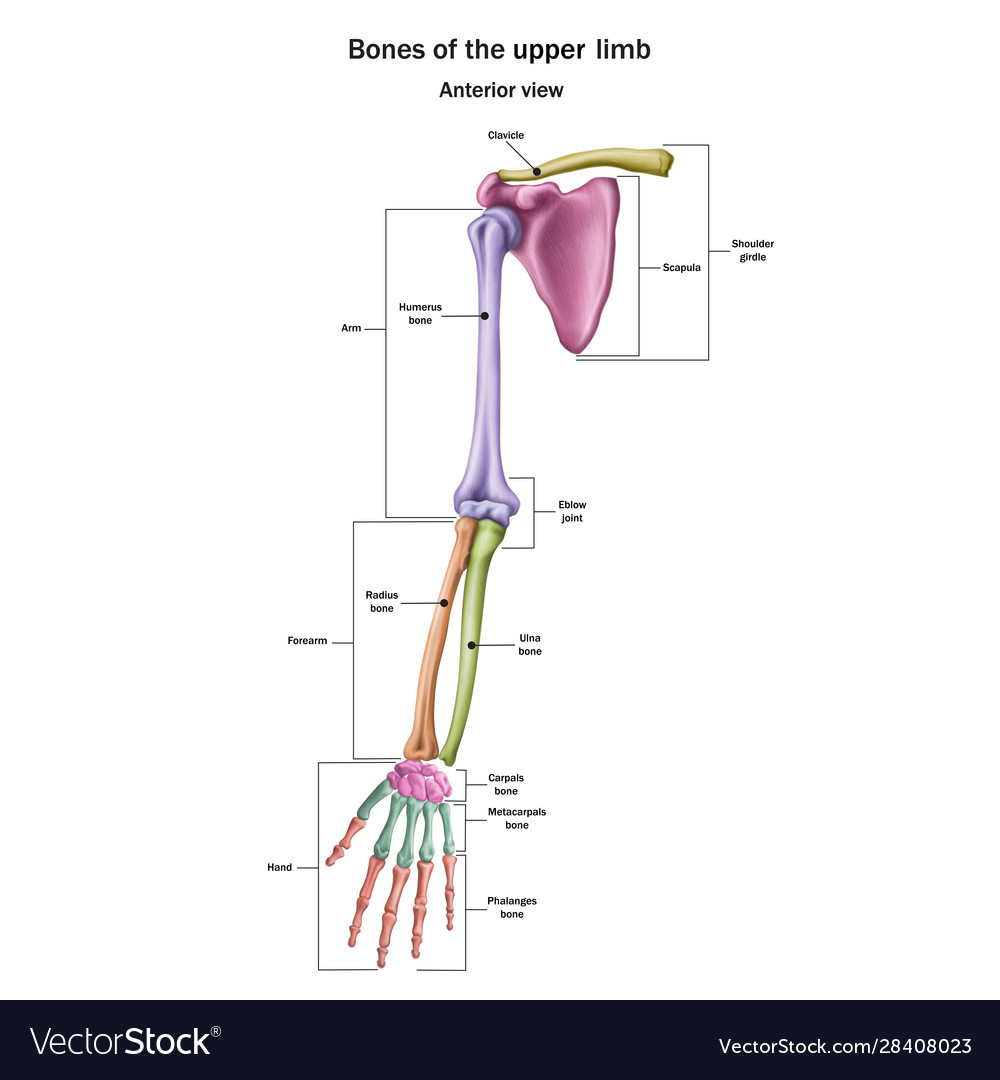 Bones of the upper limb
Anterior view
Clavicle
Shoulder
girdle
Scapula
Humerus
bone
Arm
Eblow
joint
Radius
bone
Forearm
Ulna
bone
Carpals
bone
Metacarpals
bone
Hand
Phalanges
bone
VectorStock®
VectorStock.com/28408023